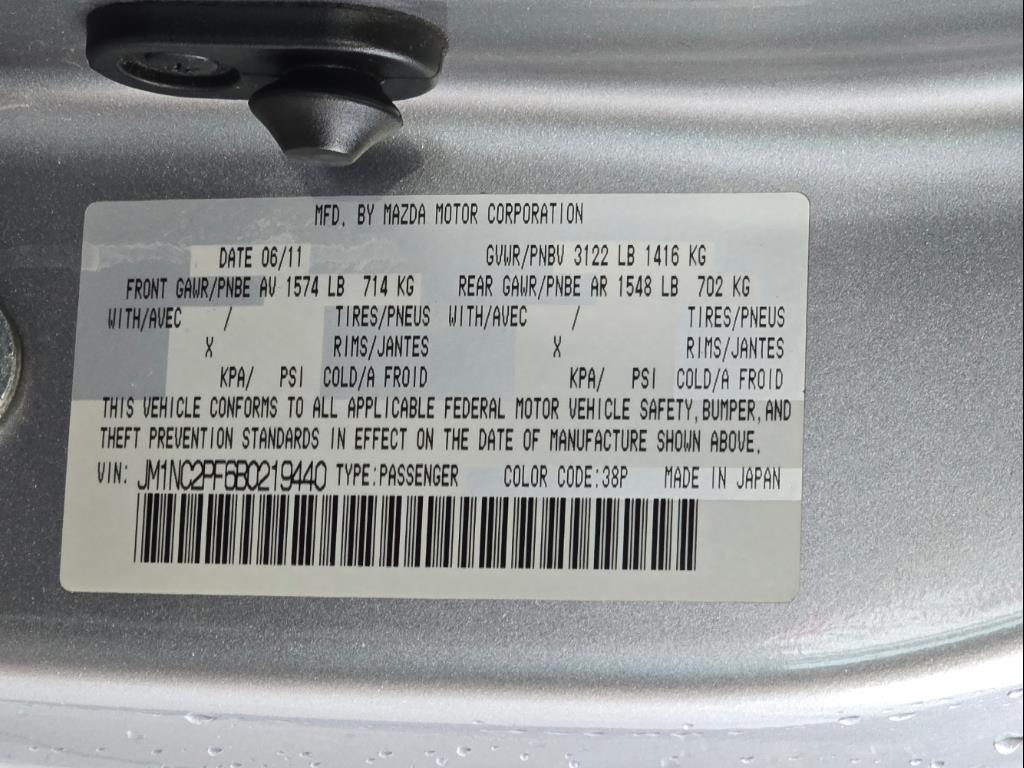 MFD. BY MAZDA MOTOR CORPORATION
DATE 06/11 GVWR/PNBV 3122 LB 1416 KG
FRONT GAWR/PNBE AV 1574 LB 714 KG REAR GAWR/PNBE AR 1548 LB 702 KG
WITH/AVEC / TIRES/PNEUS WITH/AVEC / TIRES/PNEUS
X RIMS/JANTES X RIMS/JANTES
KPA/ PSI COLD/A FROID KPA/ PSI COLD/A FROID
THIS VEHICLE CONFORMS TO ALL APPLICABLE FEDERAL MOTOR VEHICLE SAFETY, BUMPER, AND
THEFT PREVENTION STANDARDS IN EFFECT ON THE DATE OF MANUFACTURE SHOWN ABOVE.
VIN: JM1NC2PF6B0219440 TYPE:PASSENGER COLOR CODE:38P MADE IN JAPAN